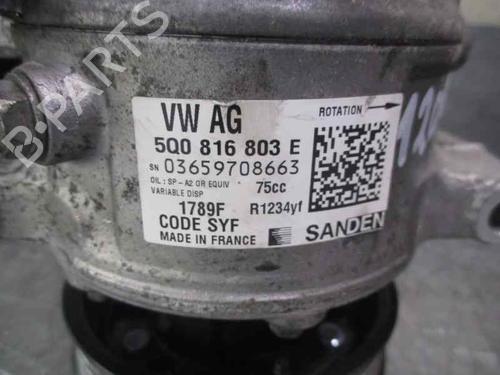 B-PARTS
VW AG
ROTATION
5Q0 816 803 E
SN 03659708663
OIL : SP - A2 OR EQUIV 75cc
VARIABLE DISP
1789F R1234yf
CODE SYF
MADE IN FRANCE SANDEN